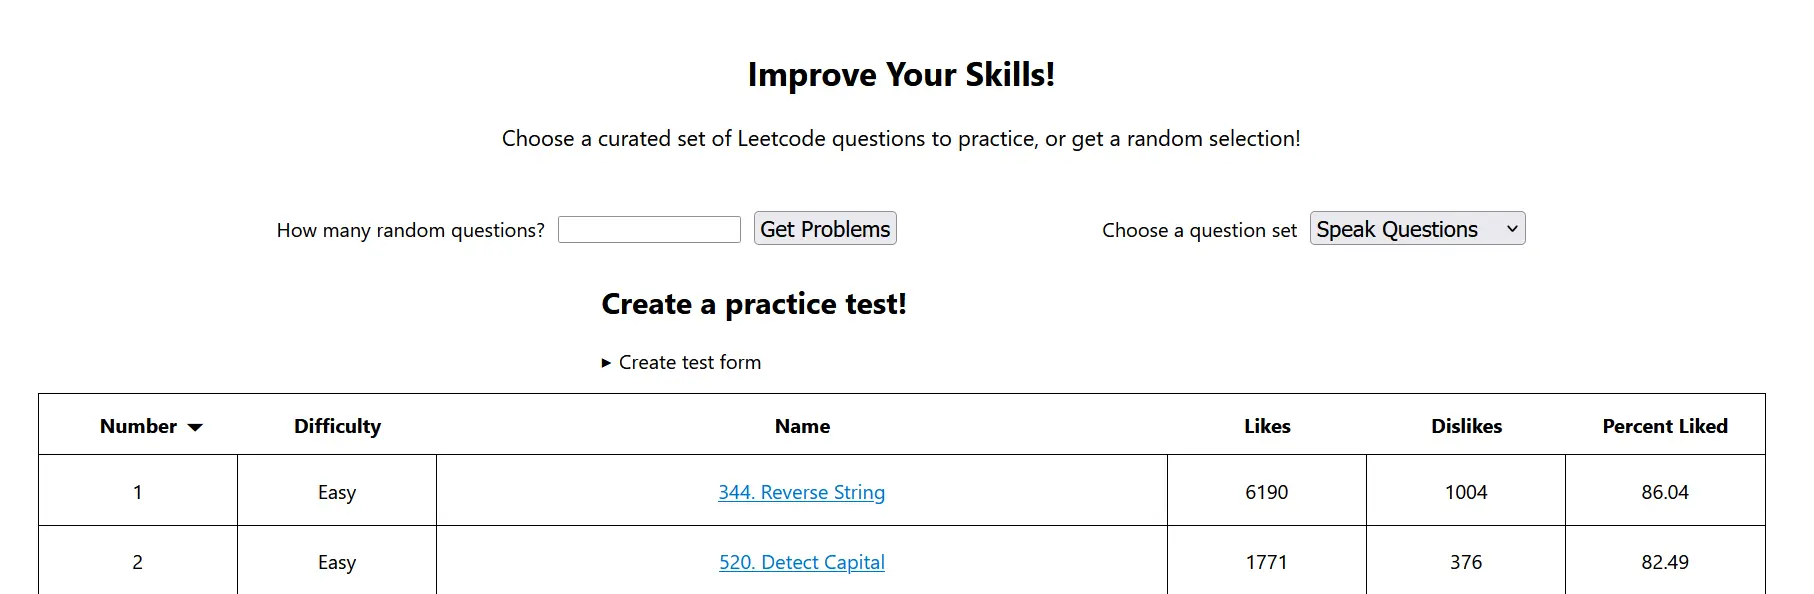 Improve Your Skills!
Choose a curated set of Leetcode questions to practice, or get a random selection!
How many random questions? Get Problems Choose a question set Speak Questions
Create a practice test!
Create test form
Number Difficulty Name Likes Dislikes Percent Liked
1 Easy 344. Reverse String 6190 1004 86.04
2 Easy 520. Detect Capital 1771 376 82.49